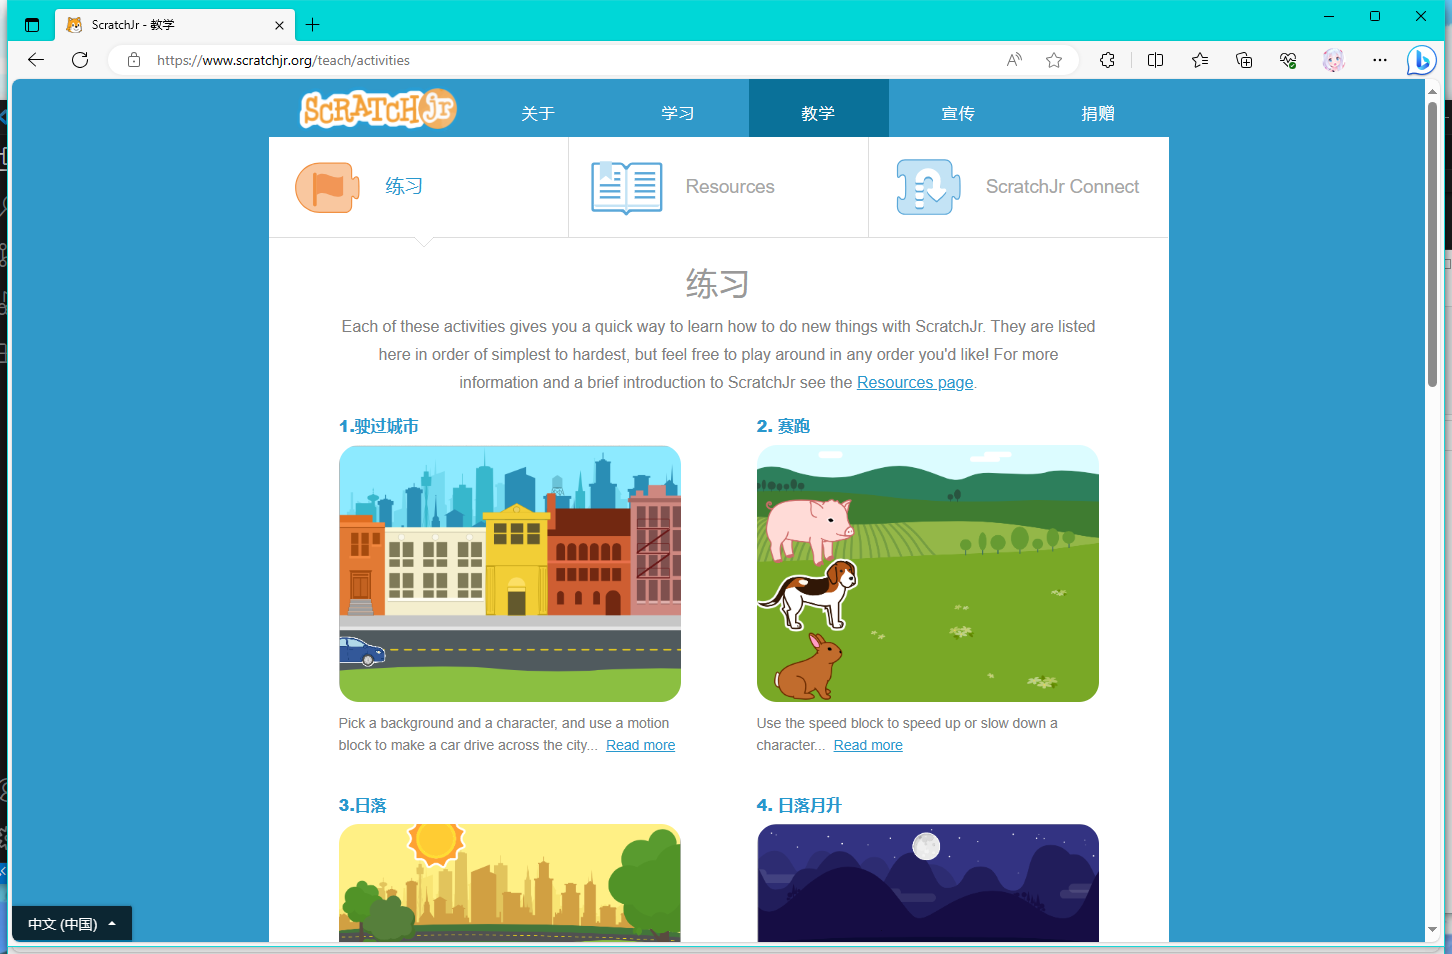 ScratchJr - 教学
https://www.scratchjr.org/teach/activities
SCRATCH Jr
关于
学习
教学
宣传
捐赠
练习
Resources
ScratchJr Connect
练习
Each of these activities gives you a quick way to learn how to do new things with ScratchJr. They are listed
here in order of simplest to hardest, but feel free to play around in any order you'd like! For more
information and a brief introduction to ScratchJr see the Resources page.
1.驶过城市
2. 赛跑
Pick a background and a character, and use a motion
block to make a car drive across the city... Read more
Use the speed block to speed up or slow down a
character... Read more
3.日落
4. 日落月升
中文 (中国)